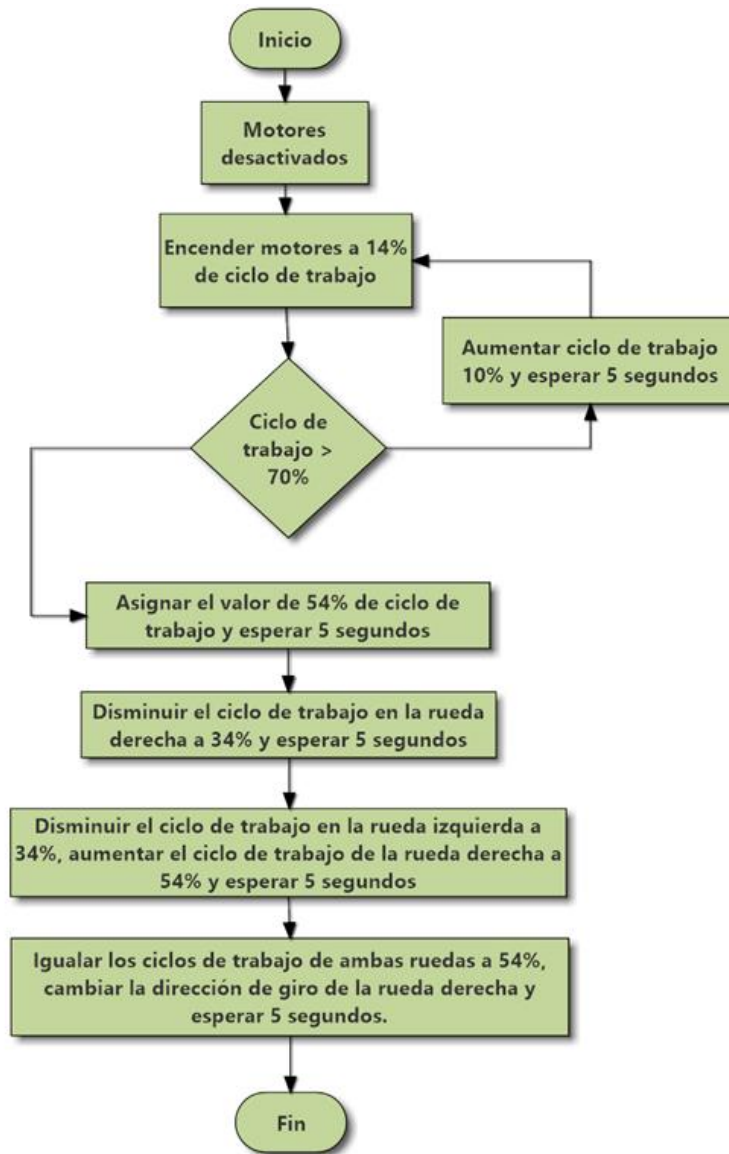 Inicio
Motores
desactivados
Encender motores a 14%
de ciclo de trabajo
Aumentar ciclo de trabajo
10% y esperar 5 segundos
Ciclo de
trabajo >
70%
Asignar el valor de 54% de ciclo de
trabajo y esperar 5 segundos
Disminuir el ciclo de trabajo en la rueda
derecha a 34% y esperar 5 segundos
Disminuir el ciclo de trabajo en la rueda izquierda a
34%, aumentar el ciclo de trabajo de la rueda derecha a
54% y esperar 5 segundos
Igualar los ciclos de trabajo de ambas ruedas a 54%,
cambiar la dirección de giro de la rueda derecha y
esperar 5 segundos.
Fin